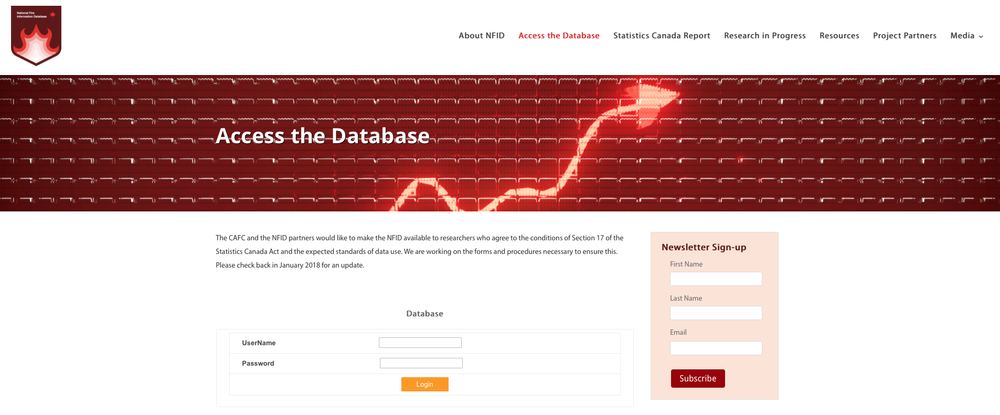 National Fire
Information Database
About NFID
Access the Database
Statistics Canada Report
Research in Progress
Resources
Project Partners
Media
Access the Database
The CAFC and the NFID partners would like to make the NFID available to researchers who agree to the conditions of Section 17 of the
Statistics Canada Act and the expected standards of data use. We are working on the forms and procedures necessary to ensure this.
Please check back in January 2018 for an update.
Database
UserName
Password
Login
Newsletter Sign-up
First Name
Last Name
Email
Subscribe